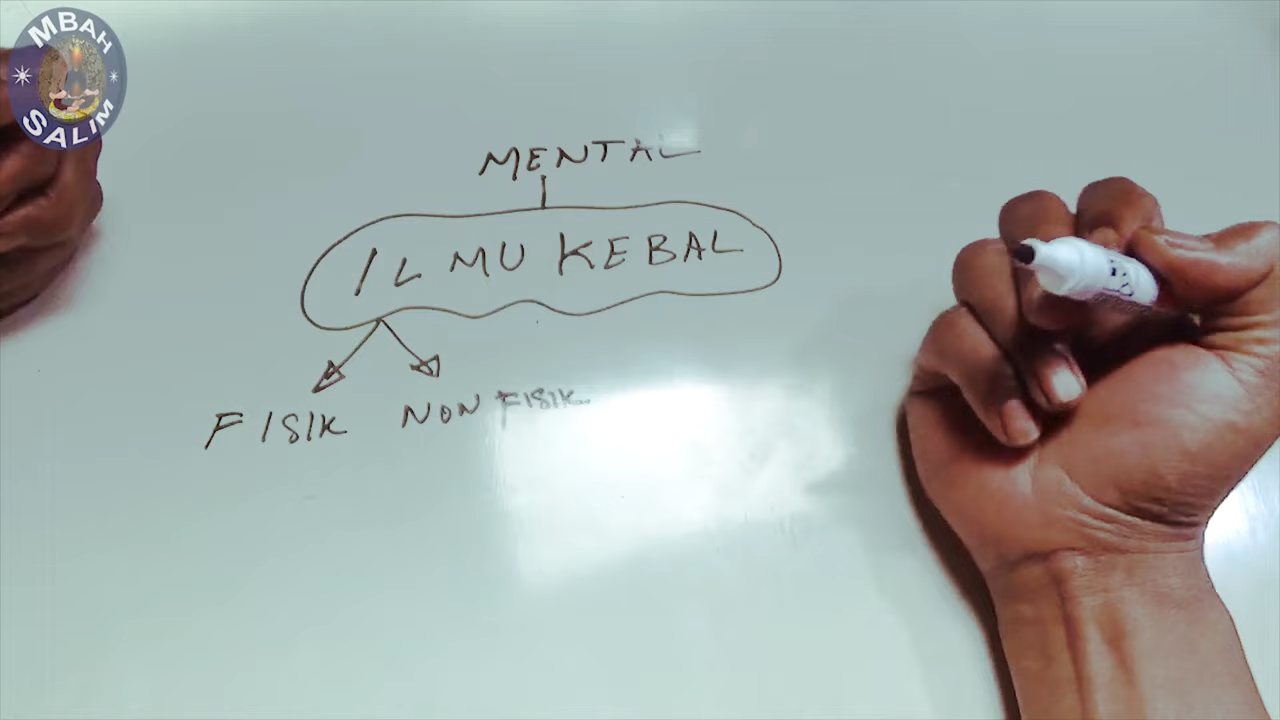 MBAH
SALIM
MENTAL
ILMU KEBAL
FISIK NON FISIK